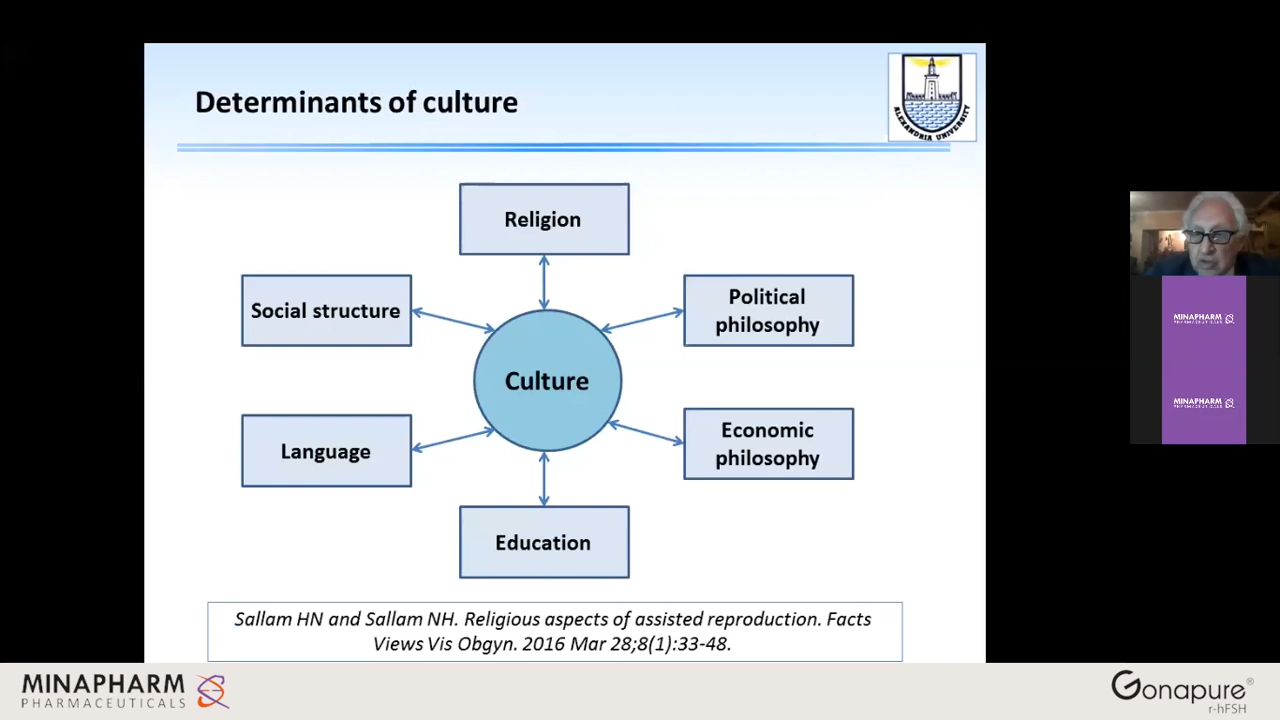 Determinants of culture
ALEXANDRIA UNIVERSITY
Religion
Social structure
Political
philosophy
Culture
Language
Economic
philosophy
Education
Sallam HN and Sallam NH. Religious aspects of assisted reproduction. Facts
Views Vis Obgyn. 2016 Mar 28;8(1):33-48.
MINAPHARM
PHARMACEUTICALS
MINAPHARM
PHARMACEUTICALS
MINAPHARM
PHARMACEUTICALS
Gonapure®
r-hFSH